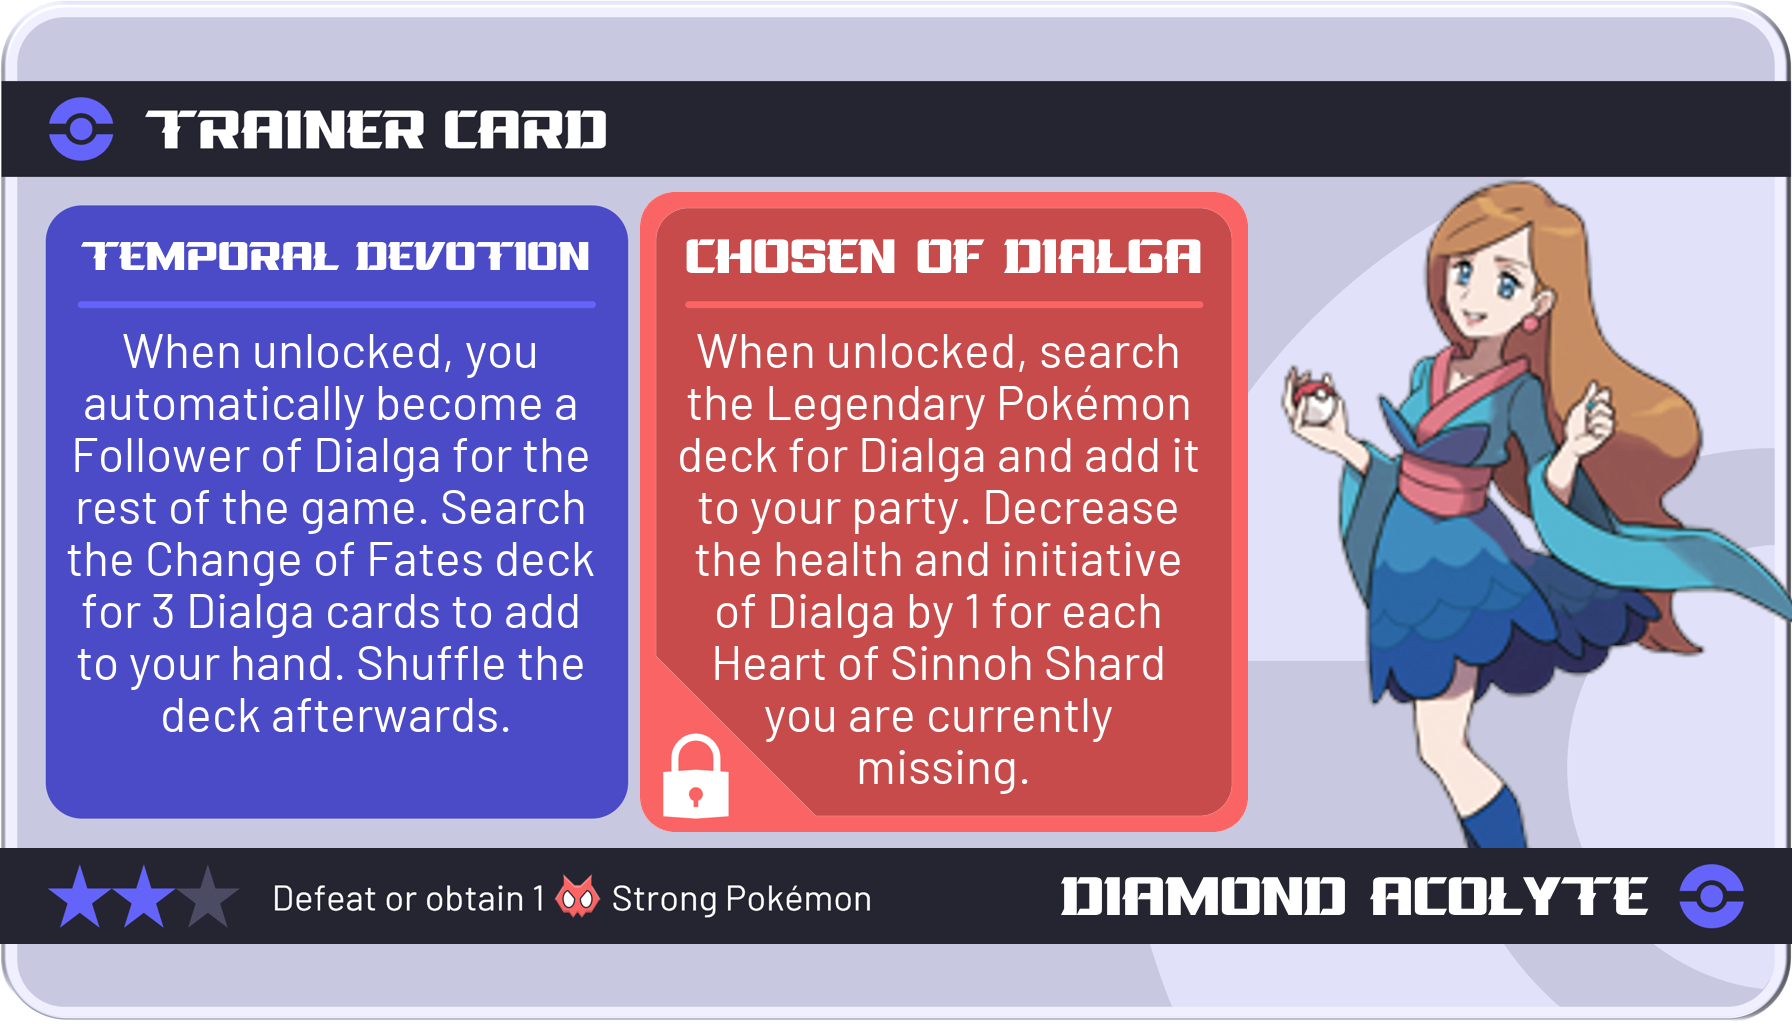 TRAINER CARD
TEMPORAL DEVOTION
When unlocked, you
automatically become a
Follower of Dialga for the
rest of the game. Search
the Change of Fates deck
for 3 Dialga cards to add
to your hand. Shuffle the
deck afterwards.
CHOSEN OF DIALGA
When unlocked, search
the Legendary Pokémon
deck for Dialga and add it
to your party. Decrease
the health and initiative
of Dialga by 1 for each
Heart of Sinnoh Shard
you are currently
missing.
Defeat or obtain 1 Strong Pokémon
DIAMOND ACOLYTE